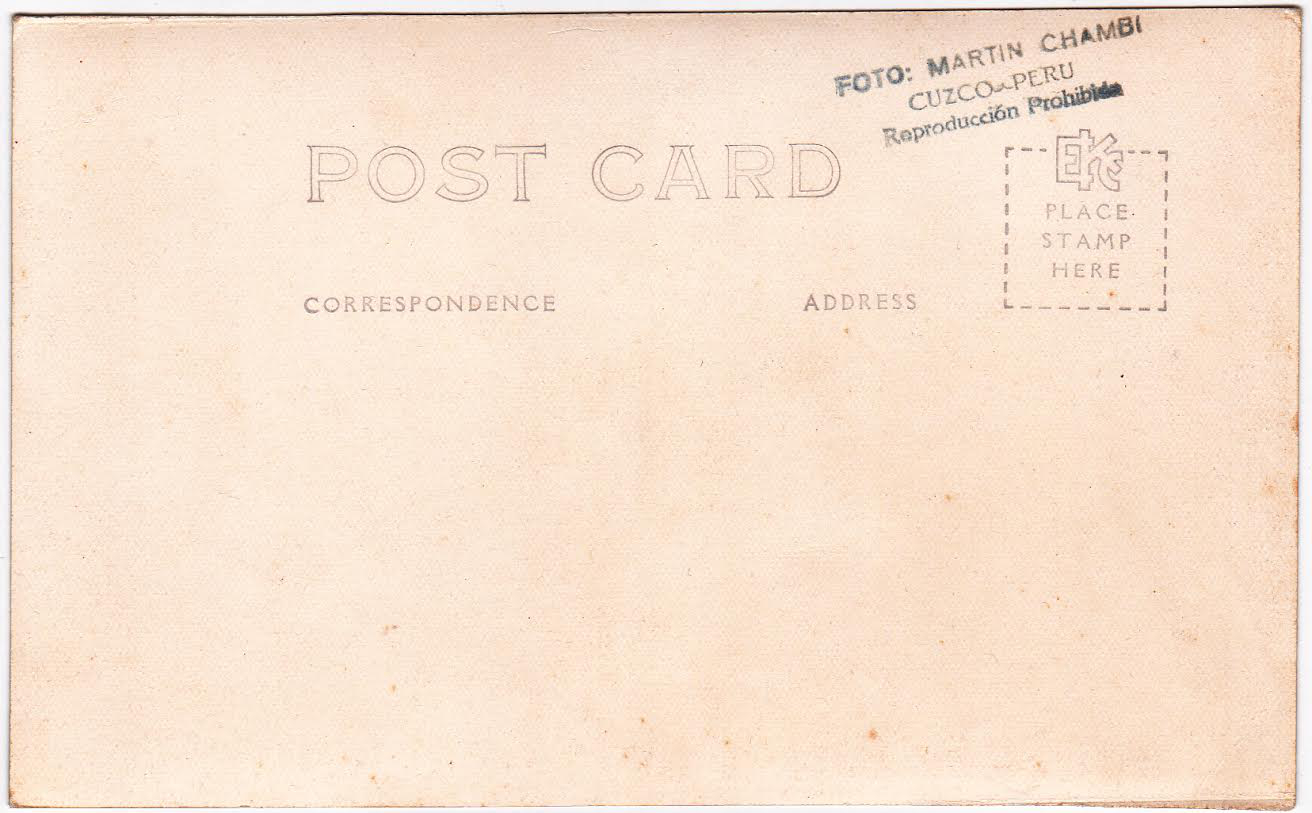 FOTO: MARTIN CHAMBI
CUZCO-PERU
Reproducción Prohibida
POST CARD
EKC
PLACE
STAMP
HERE
CORRESPONDENCE
ADDRESS